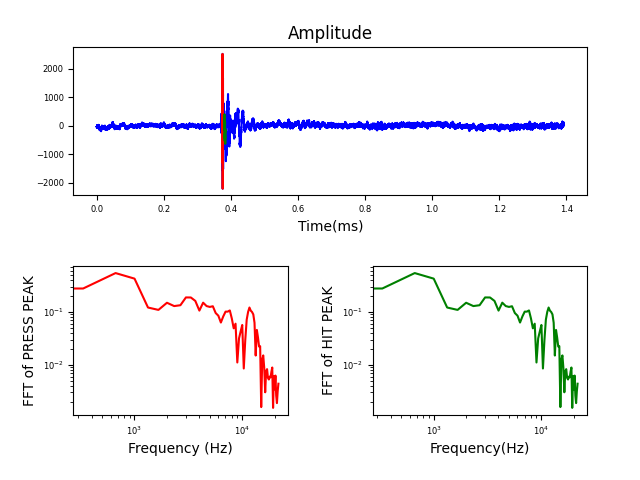 Amplitude
2000
1000
0
−1000
−2000
0.0 0.2 0.4 0.6 0.8 1.0 1.2 1.4
Time(ms)
FFT of PRESS PEAK
10⁻¹
10⁻²
10³ 10⁴
Frequency (Hz)
FFT of HIT PEAK
10⁻¹
10⁻²
10³ 10⁴
Frequency(Hz)